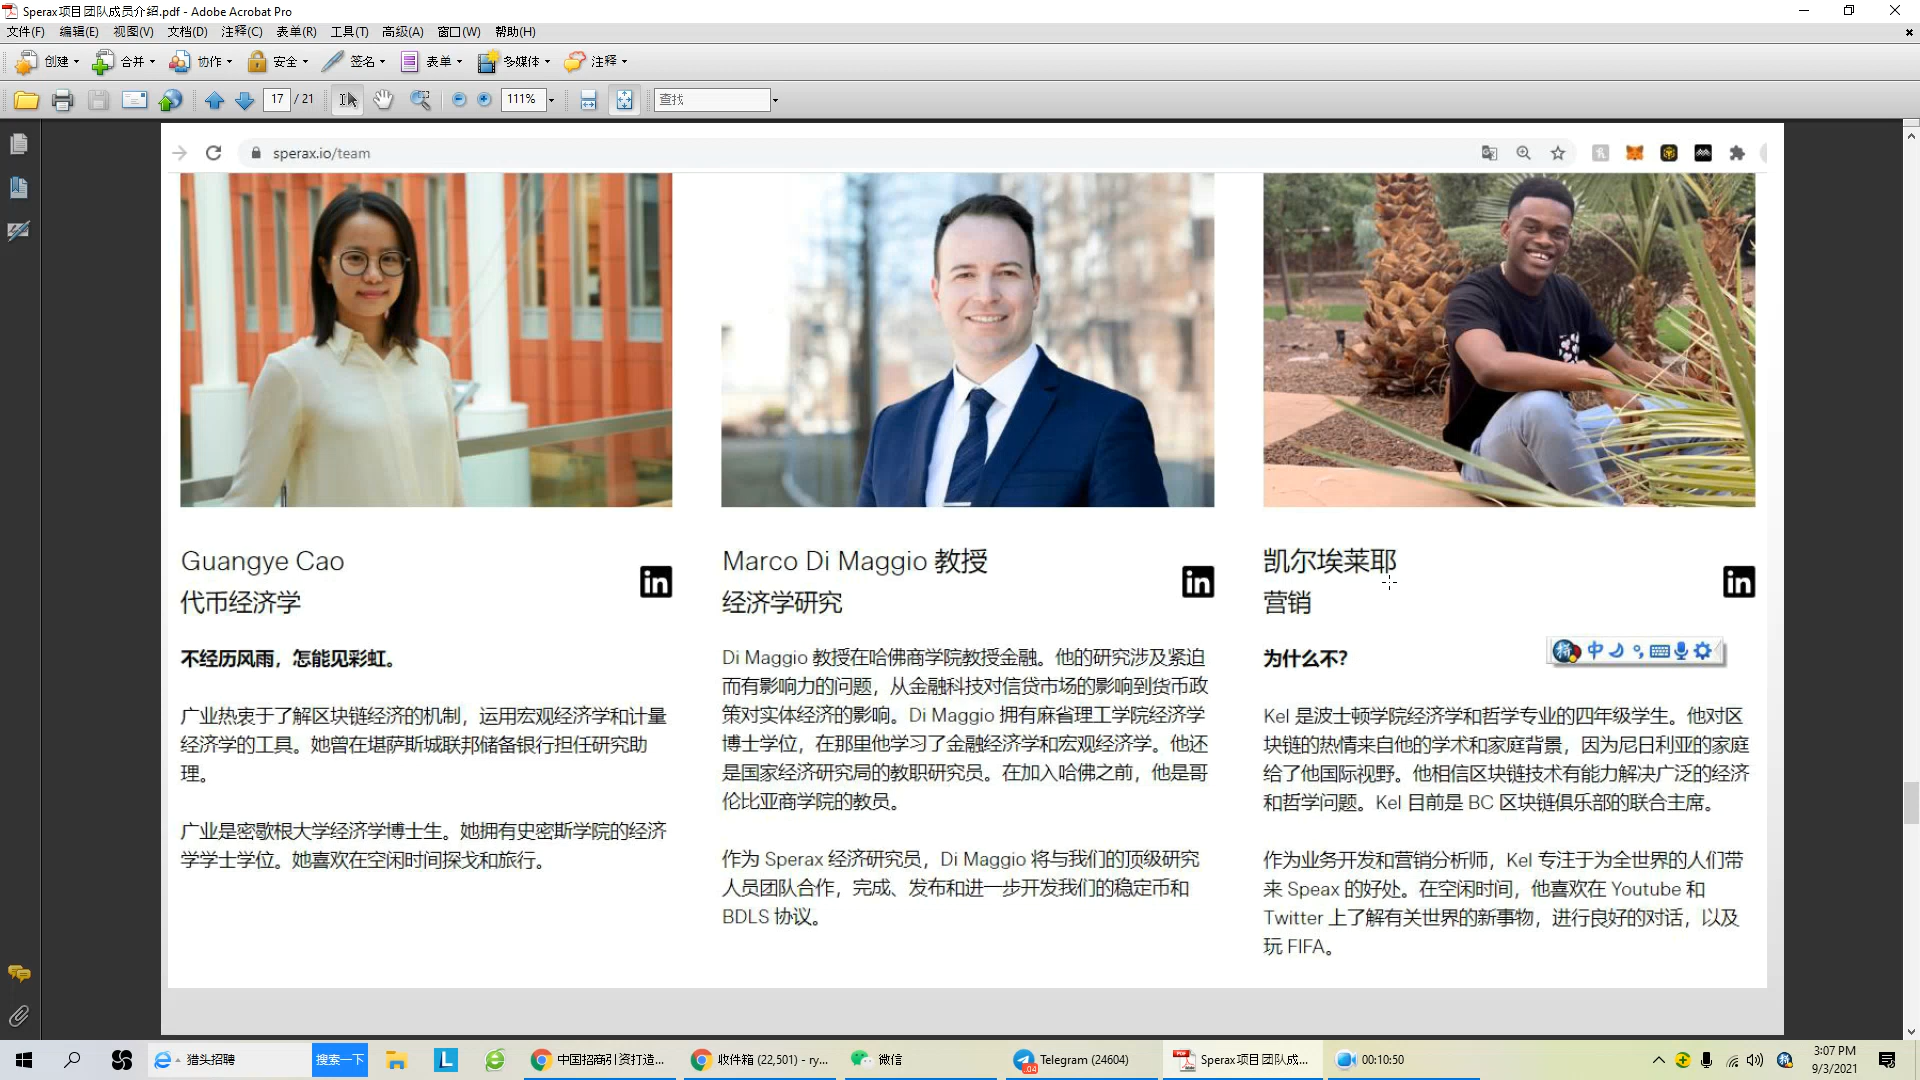 Sperax项目团队成员介绍.pdf - Adobe Acrobat Pro
文件(F) 编辑(E) 视图(V) 文档(D) 注释(C) 表单(R) 工具(T) 高级(A) 窗口(W) 帮助(H)
创建 合并 协作 安全 签名 表单 多媒体 注释
17 / 21 111% 查找
sperax.io/team
Guangye Cao
代币经济学
不经历风雨，怎能见彩虹。
广业热衷于了解区块链经济的机制，运用宏观经济学和计量
经济学的工具。她曾在堪萨斯城联邦储备银行担任研究助
理。
广业是密歇根大学经济学博士生。她拥有史密斯学院的经济
学学士学位。她喜欢在空闲时间探戈和旅行。
Marco Di Maggio 教授
经济学研究
Di Maggio 教授在哈佛商学院教授金融。他的研究涉及紧迫
而有影响力的问题，从金融科技对信贷市场的影响到货币政
策对实体经济的影响。Di Maggio 拥有麻省理工学院经济学
博士学位，在那里他学习了金融经济学和宏观经济学。他还
是国家经济研究局的教职研究员。在加入哈佛之前，他是哥
伦比亚商学院的教员。
作为 Sperax 经济研究员，Di Maggio 将与我们的顶级研究
人员团队合作，完成、发布和进一步开发我们的稳定币和
BDLS 协议。
凯尔埃莱耶
营销
为什么不？
Kel 是波士顿学院经济学和哲学专业的四年级学生。他对区
块链的热情来自他的学术和家庭背景，因为尼日利亚的家庭
给了他国际视野。他相信区块链技术有能力解决广泛的经济
和哲学问题。Kel 目前是 BC 区块链俱乐部的联合主席。
作为业务开发和营销分析师，Kel 专注于为全世界的人们带
来 Speax 的好处。在空闲时间，他喜欢在 Youtube 和
Twitter 上了解有关世界的新事物，进行良好的对话，以及
玩 FIFA。
中
猎头招聘 搜索一下 中国招商引资打造... 收件箱 (22,501) - ry... 微信 Telegram (24604) Sperax项目团队成... 00:10:50
3:07 PM
9/3/2021